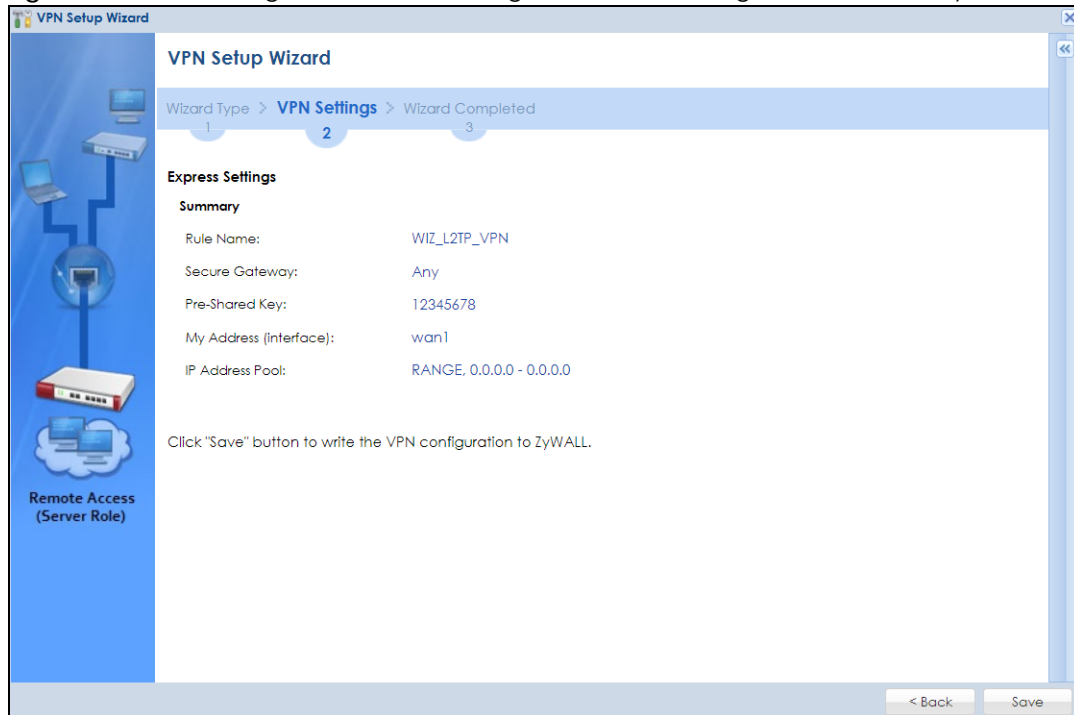 VPN Setup Wizard
VPN Setup Wizard
Wizard Type > VPN Settings > Wizard Completed
1 2 3
Express Settings
Summary
Rule Name: WIZ_L2TP_VPN
Secure Gateway: Any
Pre-Shared Key: 12345678
My Address (interface): wan1
IP Address Pool: RANGE, 0.0.0.0 - 0.0.0.0
Click "Save" button to write the VPN configuration to ZyWALL.
Remote Access
(Server Role)
< Back Save